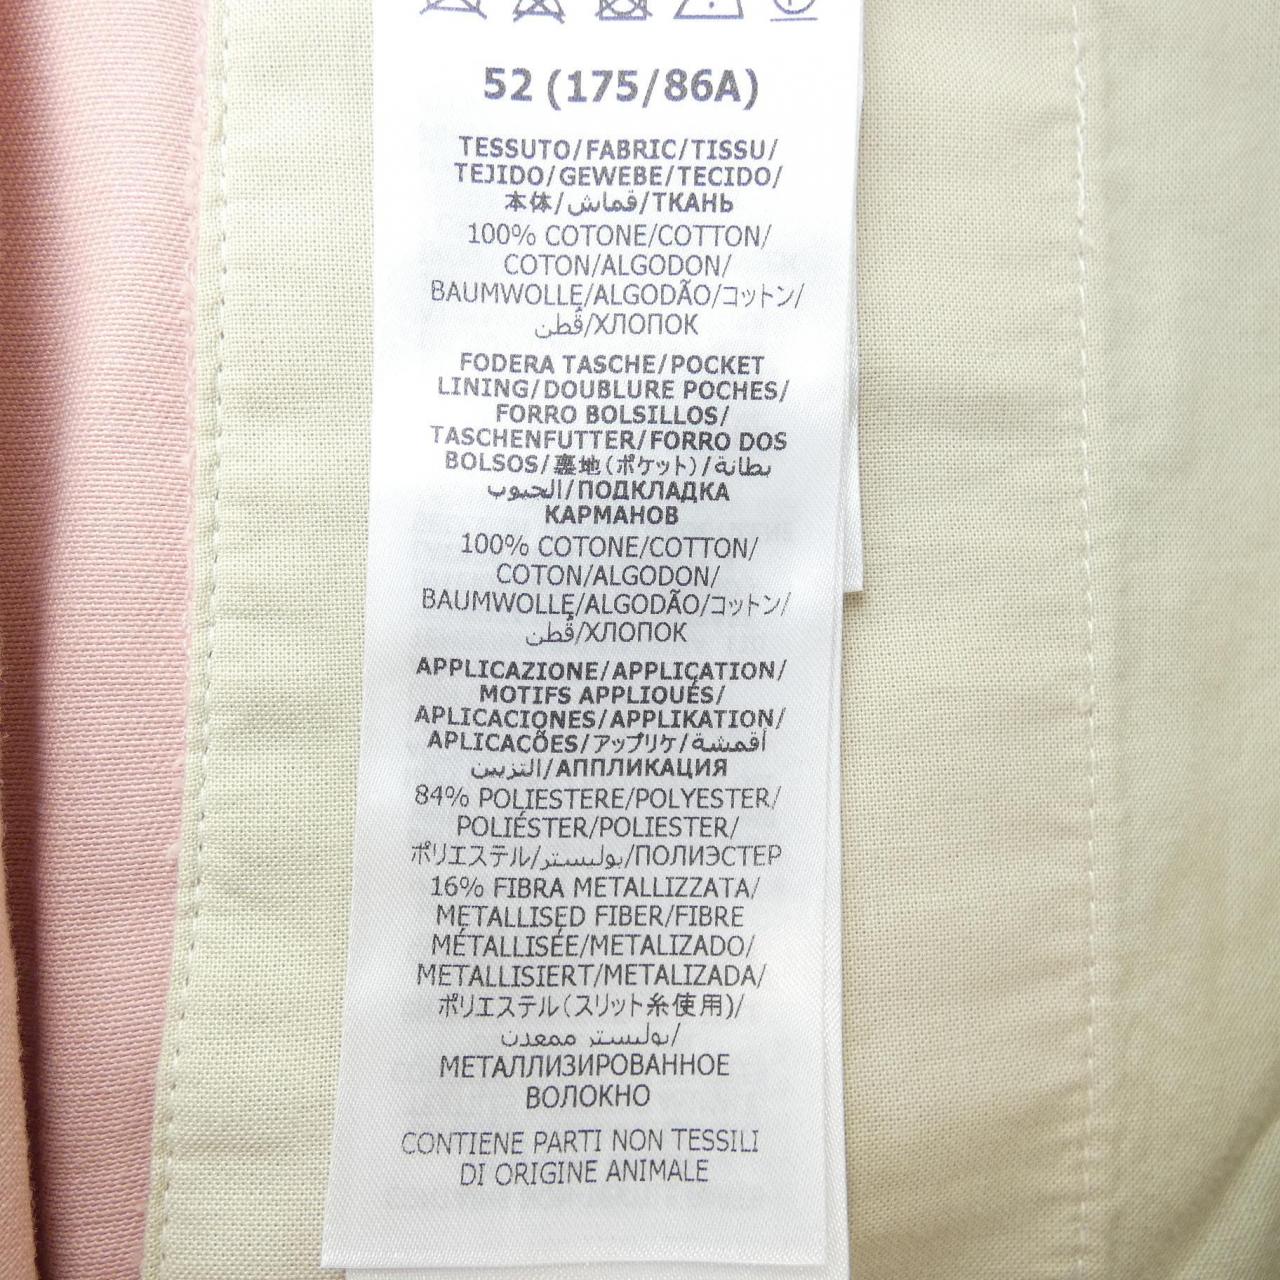 52 (175/86A)
TESSUTO/FABRIC/TISSU/
TEJIDO/GEWEBE/TECIDO/
本体/قماش/ТКАНЬ
100% COTONE/COTTON/
COTON/ALGODON/
BAUMWOLLE/ALGODÃO/コットン/
قُطن/ХЛОПОК
FODERA TASCHE/POCKET
LINING/DOUBLURE POCHES/
FORRO BOLSILLOS/
TASCHENFUTTER/FORRO DOS
BOLSOS/裏地(ポケット)/بطانة
الجيوب/ПОДКЛАДКА
КАРМАНОВ
100% COTONE/COTTON/
COTON/ALGODON/
BAUMWOLLE/ALGODÃO/コットン/
قُطن/ХЛОПОК
APPLICAZIONE/APPLICATION/
MOTIFS APPLIQUÉS/
APLICACIONES/APPLIKATION/
APLICAÇÕES/アップリケ/أقمشة
التزيين/АППЛИКАЦИЯ
84% POLIESTERE/POLYESTER/
POLIÉSTER/POLIESTER/
ポリエステル/بوليستر/ПОЛИЭСТЕР
16% FIBRA METALLIZZATA/
METALLISED FIBER/FIBRE
MÉTALLISÉE/METALIZADO/
METALLISIERT/METALIZADA/
ポリエステル(スリット糸使用)/
بوليستر ممعدن/
МЕТАЛЛИЗИРОВАННОЕ
ВОЛОКНО
CONTIENE PARTI NON TESSILI
DI ORIGINE ANIMALE